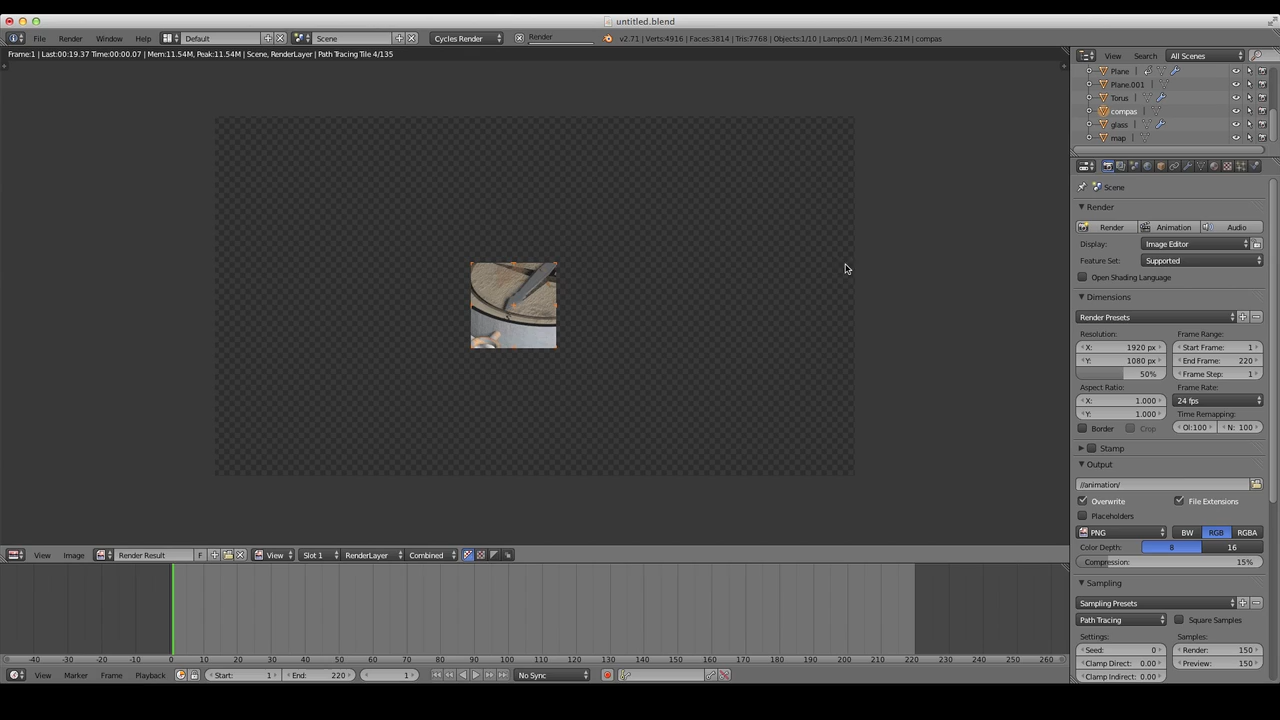 untitled.blend
File Render Window Help Default Scene Cycles Render Render v2.71 | Verts:4916 | Faces:3814 | Tris:7768 | Objects:1/10 | Lamps:0/1 | Mem:36.21M | compas
Frame:1 | Last:00:19.37 Time:00:00.07 | Mem:11.54M, Peak:11.54M | Scene, RenderLayer | Path Tracing Tile 4/135
View Search All Scenes
Plane
Plane.001
Torus
compas
glass
map
Scene
Render
Render Animation Audio
Display: Image Editor
Feature Set: Supported
Open Shading Language
Dimensions
Render Presets
Resolution: Frame Range:
X: 1920 px Start Frame: 1
Y: 1080 px End Frame: 220
50% Frame Step: 1
Aspect Ratio: Frame Rate:
X: 1.000 24 fps
Y: 1.000 Time Remapping:
Border Crop Ol:100 N: 100
Stamp
Output
//animation/
Overwrite File Extensions
Placeholders
PNG BW RGB RGBA
Color Depth: 8 16
Compression: 15%
Sampling
Sampling Presets
Path Tracing Square Samples
Settings: Samples:
Seed: 0 Render: 150
Clamp Direct: 0.00 Preview: 150
Clamp Indirect: 0.00
View Image Render Result F View Slot 1 RenderLayer Combined
-40 -30 -20 -10 0 10 20 30 40 50 60 70 80 90 100 110 120 130 140 150 160 170 180 190 200 210 220 230 240 250 260
View Marker Frame Playback Start: 1 End: 220 1 No Sync